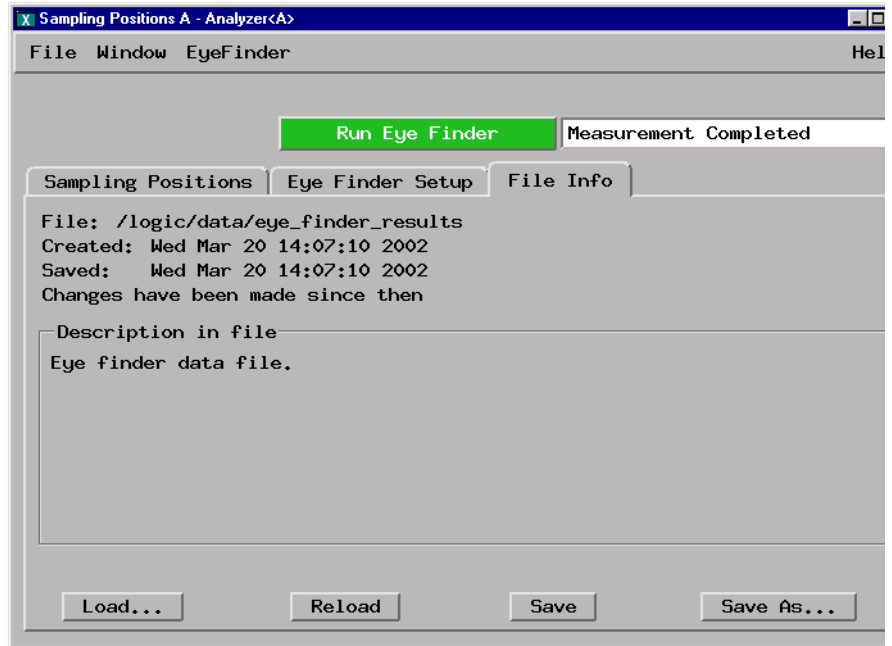 Sampling Positions A - Analyzer<A>
File Window EyeFinder Hel
Run Eye Finder Measurement Completed
Sampling Positions Eye Finder Setup File Info
File: /logic/data/eye_finder_results
Created: Wed Mar 20 14:07:10 2002
Saved: Wed Mar 20 14:07:10 2002
Changes have been made since then
Description in file
Eye finder data file.
Load... Reload Save Save As...